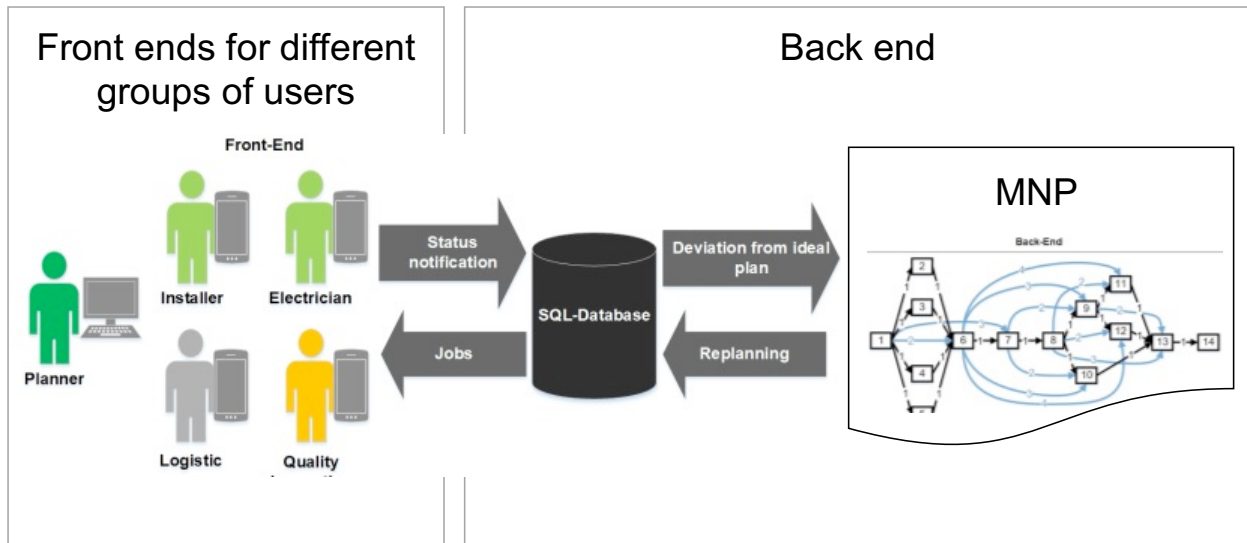 Front ends for different
groups of users
Back end
Front-End
Installer
Electrician
Planner
Logistic
Quality
Status
notification
Jobs
SQL-Database
Deviation from ideal
plan
Replanning
MNP
Back-End
1
2
3
4
6
7
8
9
10
11
12
13
14